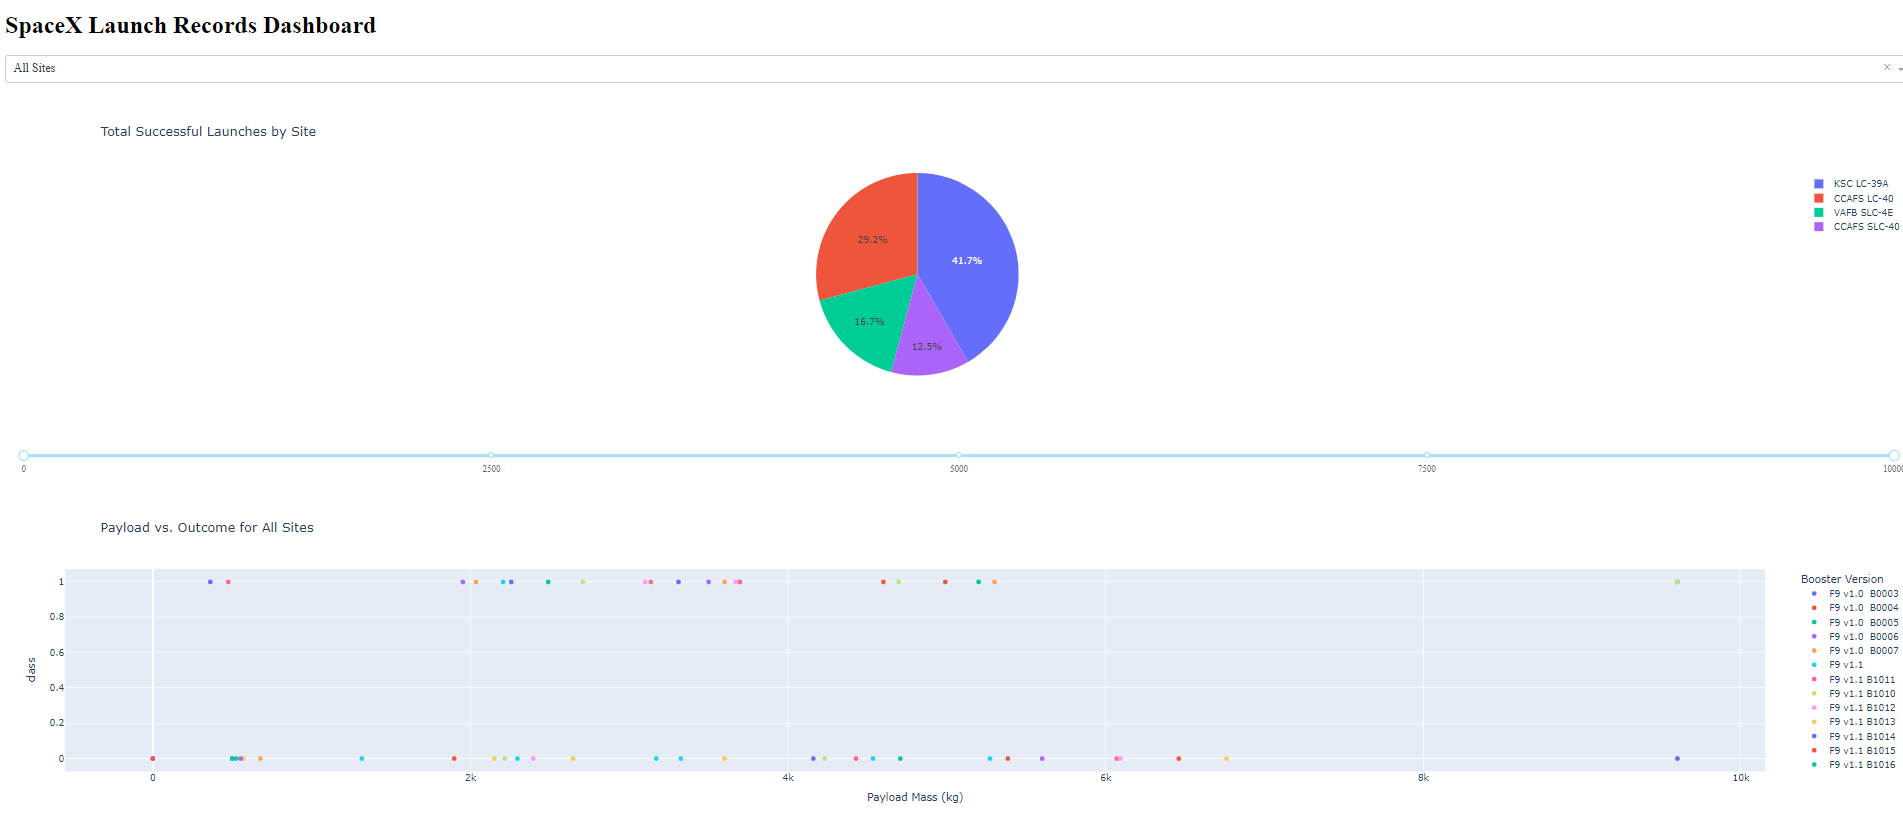 SpaceX Launch Records Dashboard
All Sites
×
Total Successful Launches by Site
KSC LC-39A
CCAFS LC-40
VAFB SLC-4E
CCAFS SLC-40
29.2%
41.7%
16.7%
12.5%
0 2500 5000 7500 10000
Payload vs. Outcome for All Sites
1
0.8
0.6
0.4
0.2
0
class
0 2k 4k 6k 8k 10k
Payload Mass (kg)
Booster Version
F9 v1.0 B0003
F9 v1.0 B0004
F9 v1.0 B0005
F9 v1.0 B0006
F9 v1.0 B0007
F9 v1.1
F9 v1.1 B1011
F9 v1.1 B1010
F9 v1.1 B1012
F9 v1.1 B1013
F9 v1.1 B1014
F9 v1.1 B1015
F9 v1.1 B1016